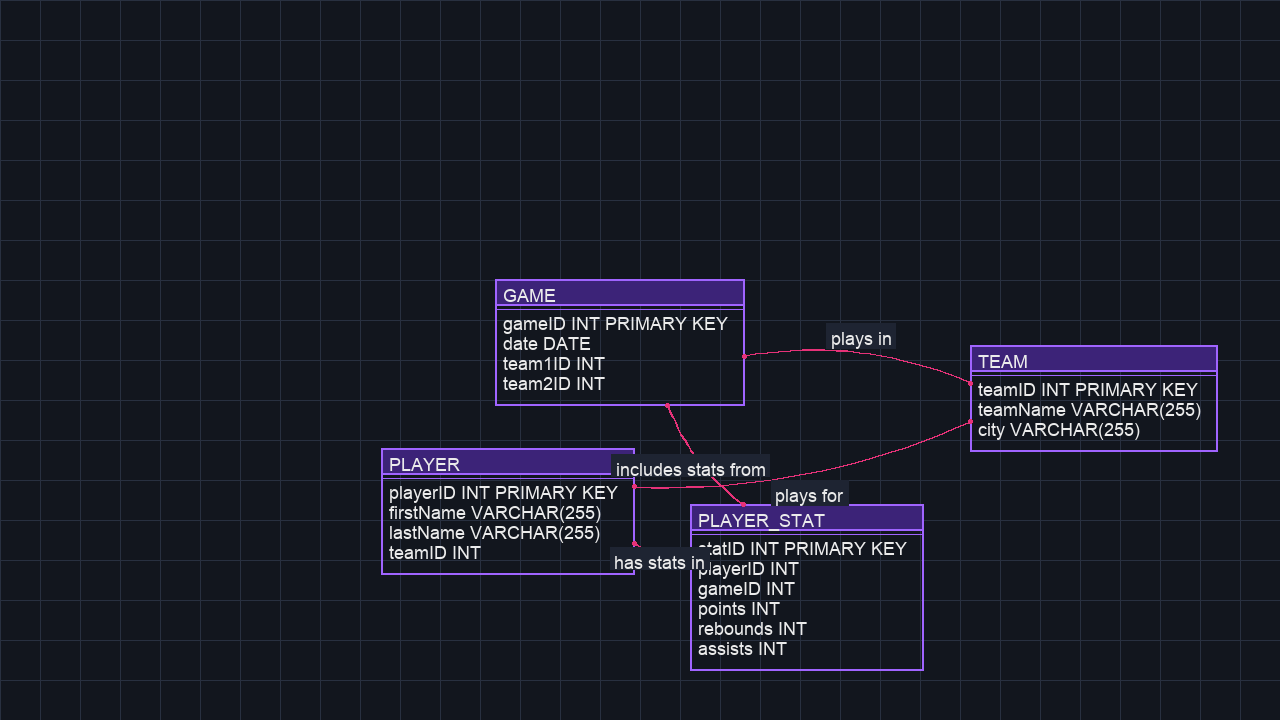 GAME
gameID INT PRIMARY KEY
date DATE
team1ID INT
team2ID INT
plays in
TEAM
teamID INT PRIMARY KEY
teamName VARCHAR(255)
city VARCHAR(255)
PLAYER
playerID INT PRIMARY KEY
firstName VARCHAR(255)
lastName VARCHAR(255)
teamID INT
includes stats from
plays for
has stats in
PLAYER_STAT
statID INT PRIMARY KEY
playerID INT
gameID INT
points INT
rebounds INT
assists INT